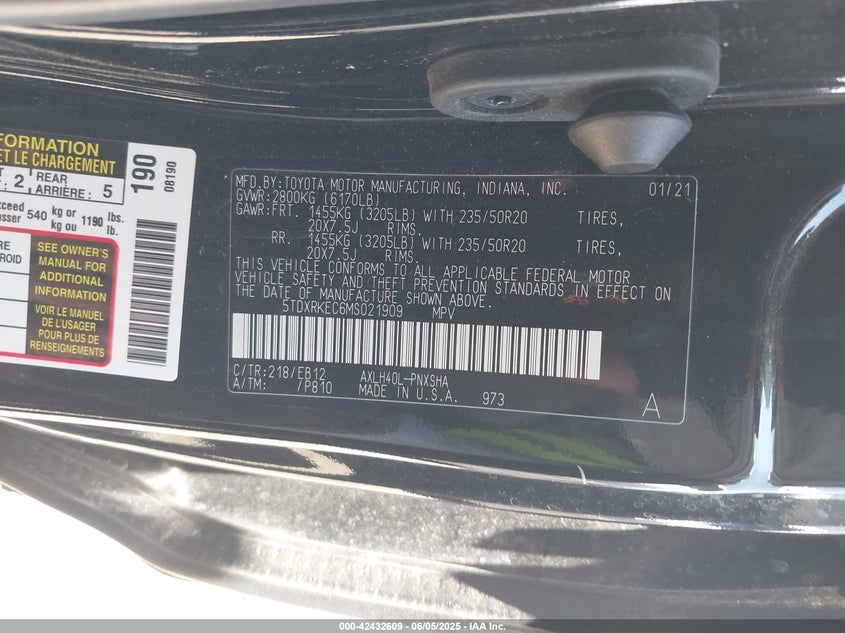 NFORMATION
ET LE CHARGEMENT
2 REAR ARRIÈRE: 5
190
08190
540 kg or kg ou 1190 lbs. lb.
SEE OWNER'S
MANUAL FOR
ADDITIONAL
INFORMATION
VOIR LE MANUEL
DE L'USAGER
POUR PLUS DE
RENSEIGNEMENTS
MFD.BY:TOYOTA MOTOR MANUFACTURING, INDIANA, INC. 01/21
GVWR:2800KG (6170LB)
GAWR:FRT. 1455KG (3205LB) WITH 235/50R20 TIRES,
20X7.5J RIMS.
RR. 1455KG (3205LB) WITH 235/50R20 TIRES,
20X7.5J RIMS.
THIS VEHICLE CONFORMS TO ALL APPLICABLE FEDERAL MOTOR
VEHICLE SAFETY AND THEFT PREVENTION STANDARDS IN EFFECT ON
THE DATE OF MANUFACTURE SHOWN ABOVE.
5TDXRKEC6MS021909 MPV
C/TR:218/EB12 AXLH40L-PNXSHA
A/TM: /P810 MADE IN U.S.A. 973
A
000-42432609 - 06/05/2025 - IAA Inc.